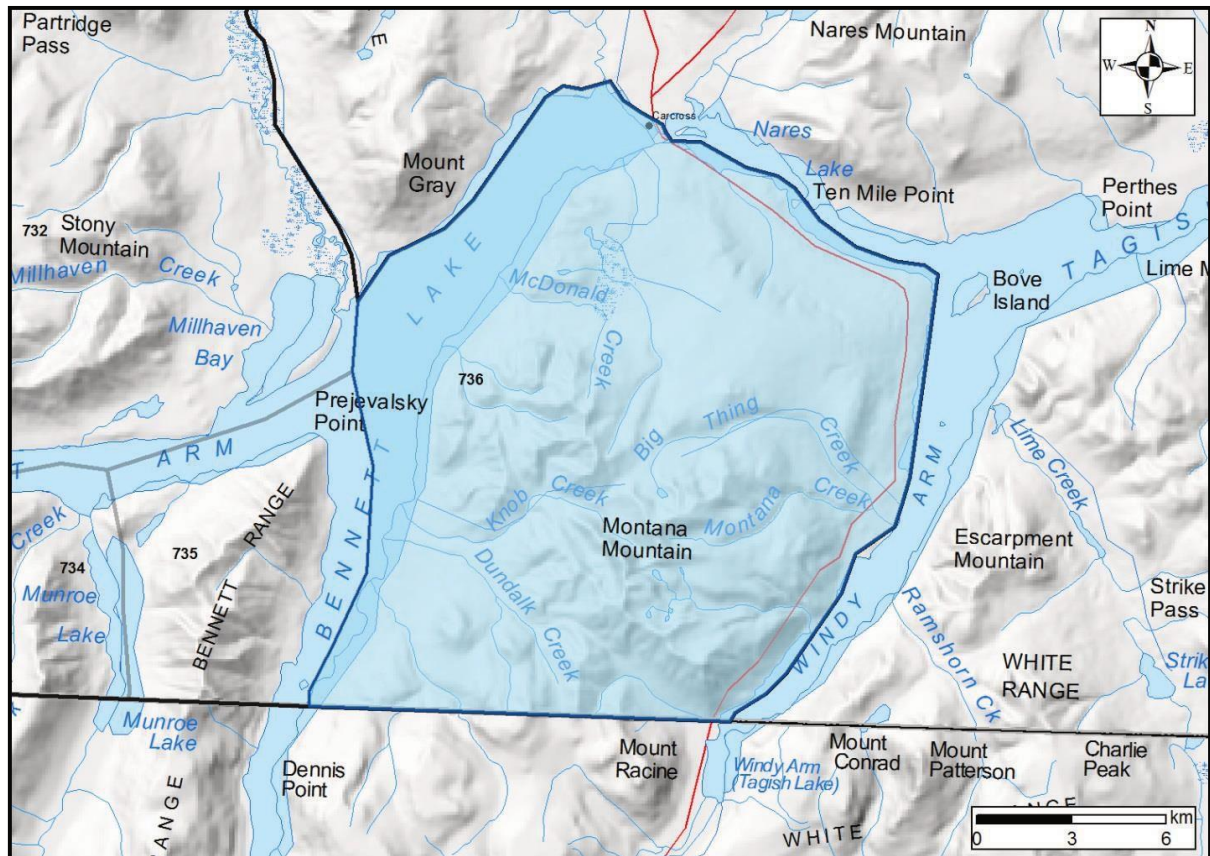 Partridge
Pass
E
Nares Mountain
N
W E
S
Carcross
Nares
Lake
Mount
Gray
Ten Mile Point
Perthes
Point
TAGIS
732
Stony
Mountain
Millhaven Creek
Millhaven
Bay
LAKE
McDonald
Creek
Bove
Island
Lime M
736
Prejevalsky
Point
T ARM
BENNETT
Big Thing Creek
Lime Creek
ARM
Creek
BENNETT RANGE
Knob Creek
Montana Creek
Montana
Mountain
Escarpment
Mountain
734
735
Munroe
Lake
Dundalk
Creek
WINDY
Ramshorn Ck
Strike
Pass
WHITE
RANGE
Strik
La
k
Munroe
Lake
Dennis
Point
Mount
Racine
Windy Arm
(Tagish Lake)
Mount
Conrad
Mount
Patterson
Charlie
Peak
RANGE
WHITE
ANGE
km
0 3 6